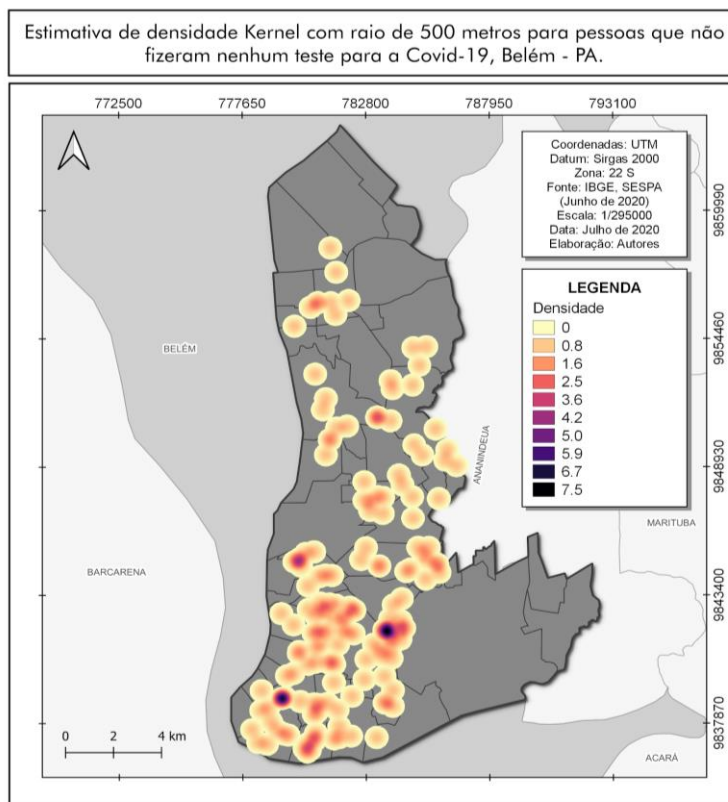 Estimativa de densidade Kernel com raio de 500 metros para pessoas que não
fizeram nenhum teste para a Covid-19, Belém - PA.
772500 777650 782800 787950 793100
Coordenadas: UTM
Datum: Sirgas 2000
Zona: 22 S
Fonte: IBGE, SESPA
(Junho de 2020)
Escala: 1/295000
Data: Julho de 2020
Elaboração: Autores
9859990
LEGENDA
Densidade
0
0.8
1.6
2.5
3.6
4.2
5.0
5.9
6.7
7.5
9854460
BELÉM
ANANINDEUA
9848930
MARITUBA
BARCARENA
9843400
9837870
0 2 4 km
ACARÁ